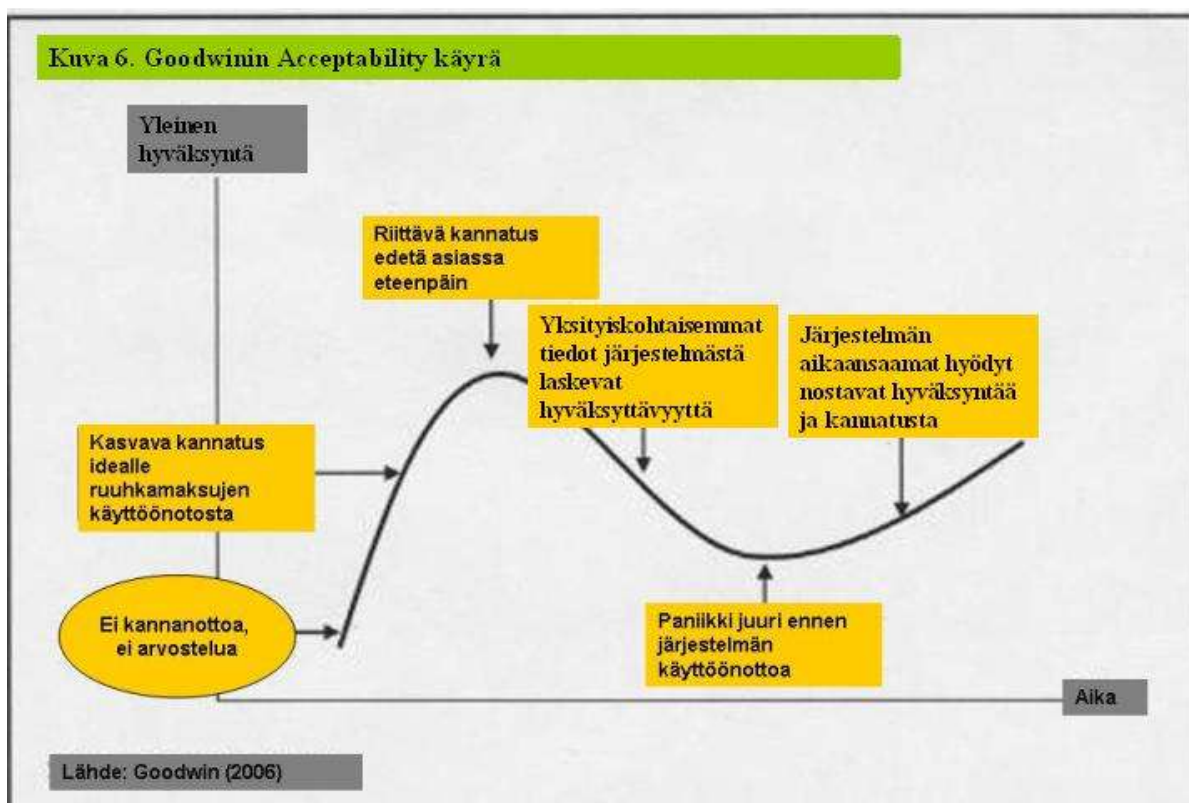 Kuva 6. Goodwinin Acceptability käyrä
Yleinen
hyväksyntä
Riittävä kannatus
edetä asiassa
eteenpäin
Yksityiskohtaisemmat
tiedot järjestelmästä
laskevat
hyväksyttävyyttä
Järjestelmän
aikaansaamat hyödyt
nostavat hyväksyntää
ja kannatusta
Kasvava kannatus
idealle
ruuhkamaksujen
käyttöönotosta
Ei kannanottoa,
ei arvostelua
Paniikki juuri ennen
järjestelmän
käyttöönottoa
Aika
Lähde: Goodwin (2006)